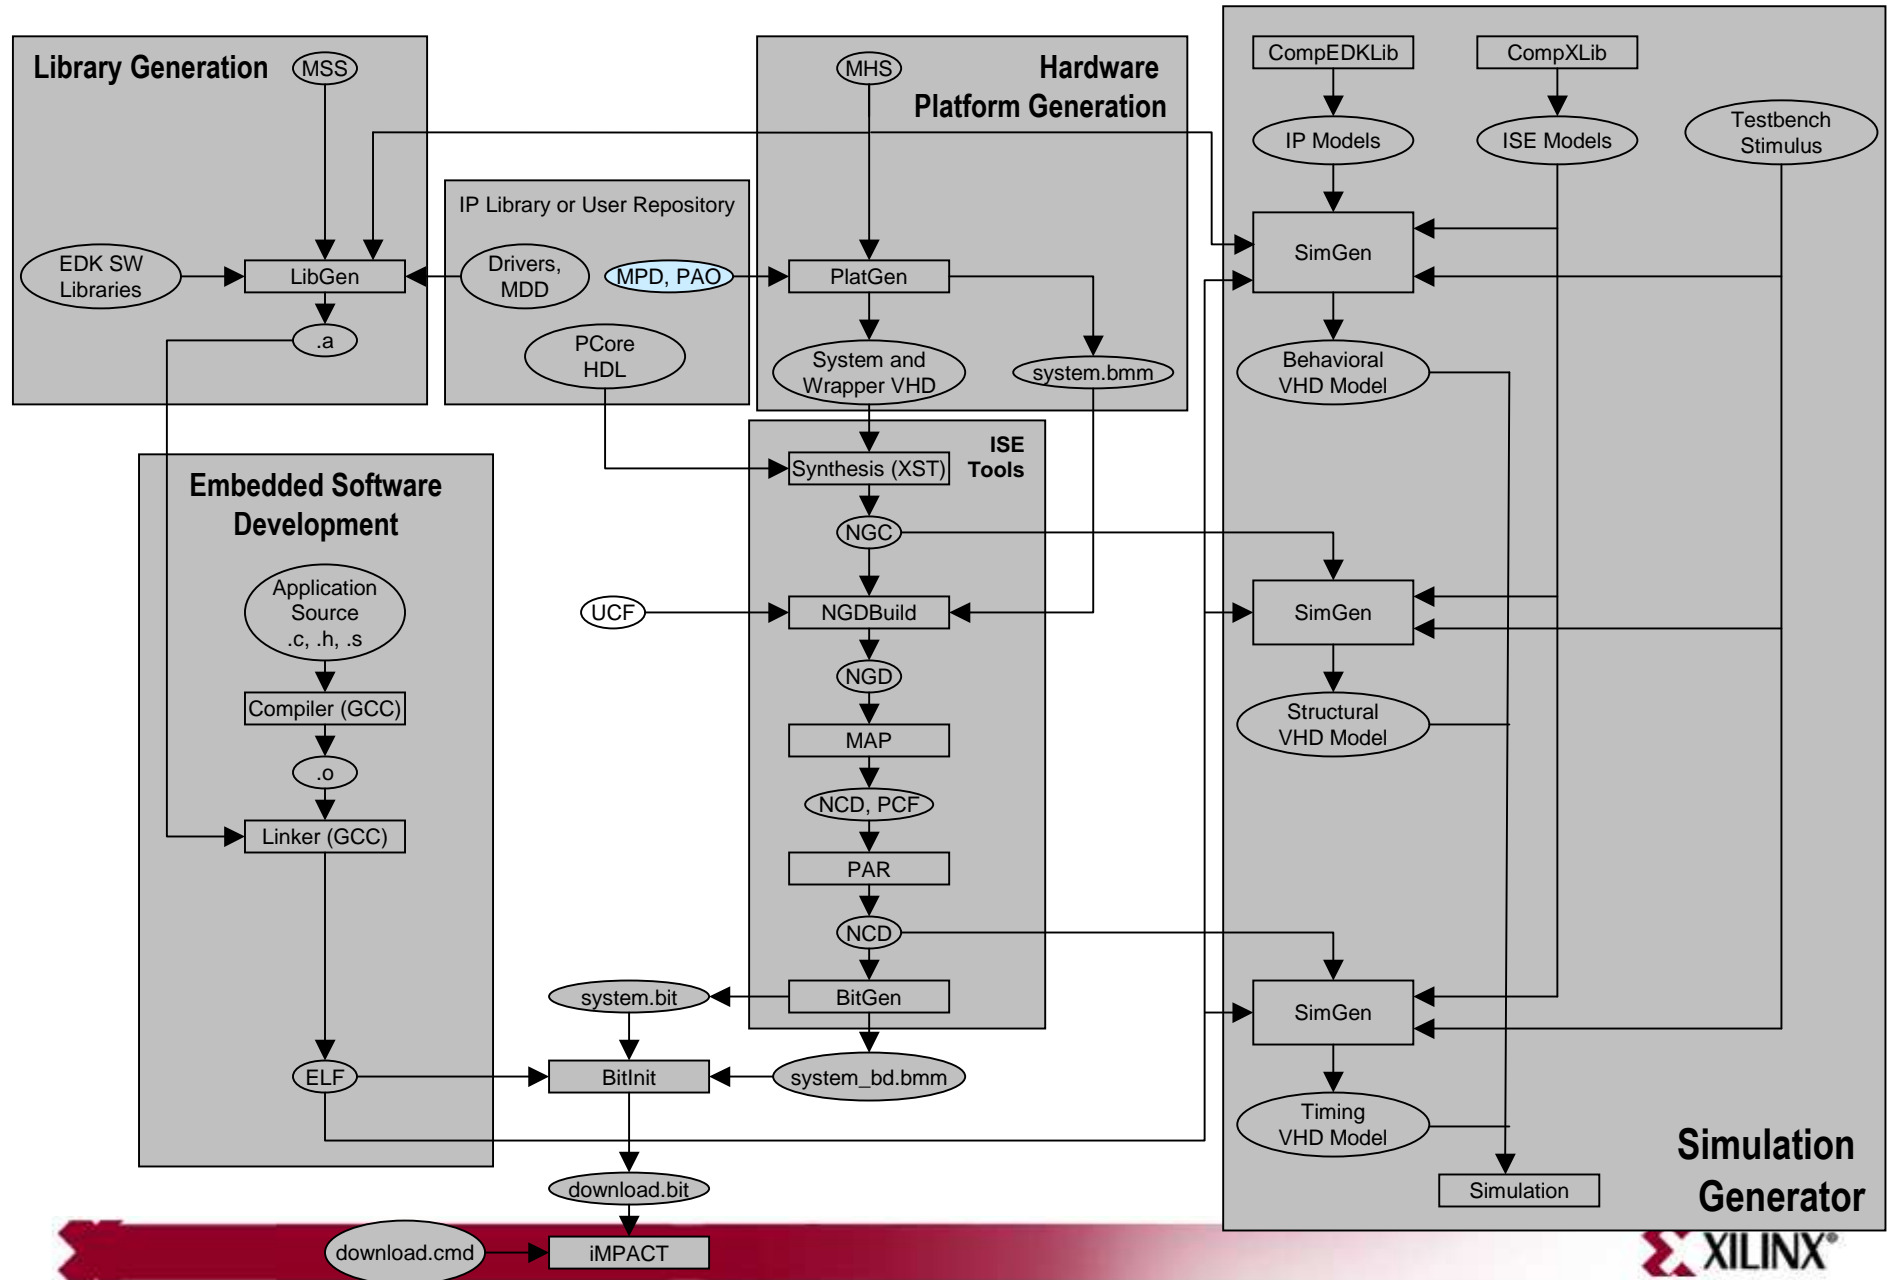 Library Generation
MSS
EDK SW
Libraries
LibGen
.a
IP Library or User Repository
Drivers,
MDD
MPD, PAO
PCore
HDL
MHS
Hardware
Platform Generation
PlatGen
System and
Wrapper VHD
system.bmm
Embedded Software
Development
Application
Source
.c, .h, .s
Compiler (GCC)
.o
Linker (GCC)
ELF
ISE
Tools
Synthesis (XST)
NGC
UCF
NGDBuild
NGD
MAP
NCD, PCF
PAR
NCD
BitGen
system.bit
BitInit
system_bd.bmm
download.bit
download.cmd
iMPACT
CompEDKLib
CompXLib
IP Models
ISE Models
Testbench
Stimulus
SimGen
Behavioral
VHD Model
SimGen
Structural
VHD Model
SimGen
Timing
VHD Model
Simulation
Simulation
Generator
XILINX®